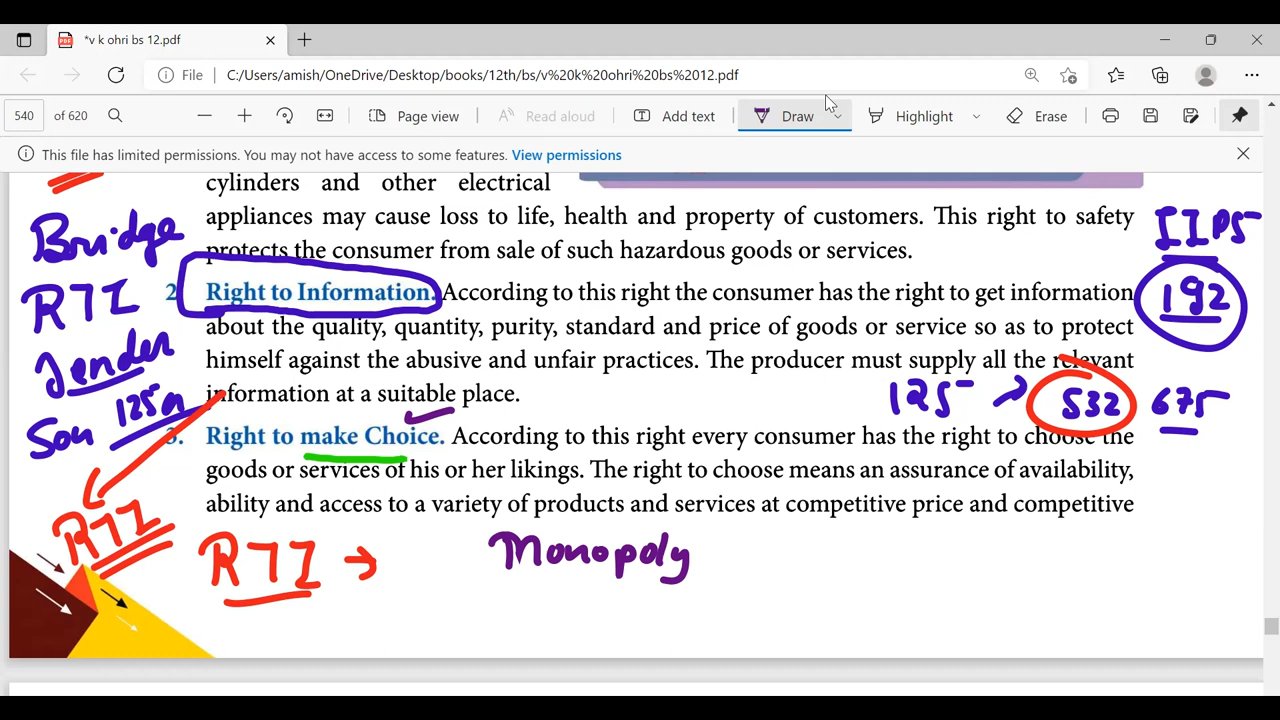 *v k ohri bs 12.pdf
File C:/Users/amish/OneDrive/Desktop/books/12th/bs/v%20k%20ohri%20bs%2012.pdf
540 of 620 Page view Read aloud Add text Draw Highlight Erase
This file has limited permissions. You may not have access to some features. View permissions
cylinders and other electrical
appliances may cause loss to life, health and property of customers. This right to safety
protects the consumer from sale of such hazardous goods or services.
2. Right to Information. According to this right the consumer has the right to get information
about the quality, quantity, purity, standard and price of goods or service so as to protect
himself against the abusive and unfair practices. The producer must supply all the relevant
information at a suitable place.
3. Right to make Choice. According to this right every consumer has the right to choose the
goods or services of his or her likings. The right to choose means an assurance of availability,
ability and access to a variety of products and services at competitive price and competitive
Bridge
RTI
Son
RTI
RTI
Monopoly
192
125
532
675